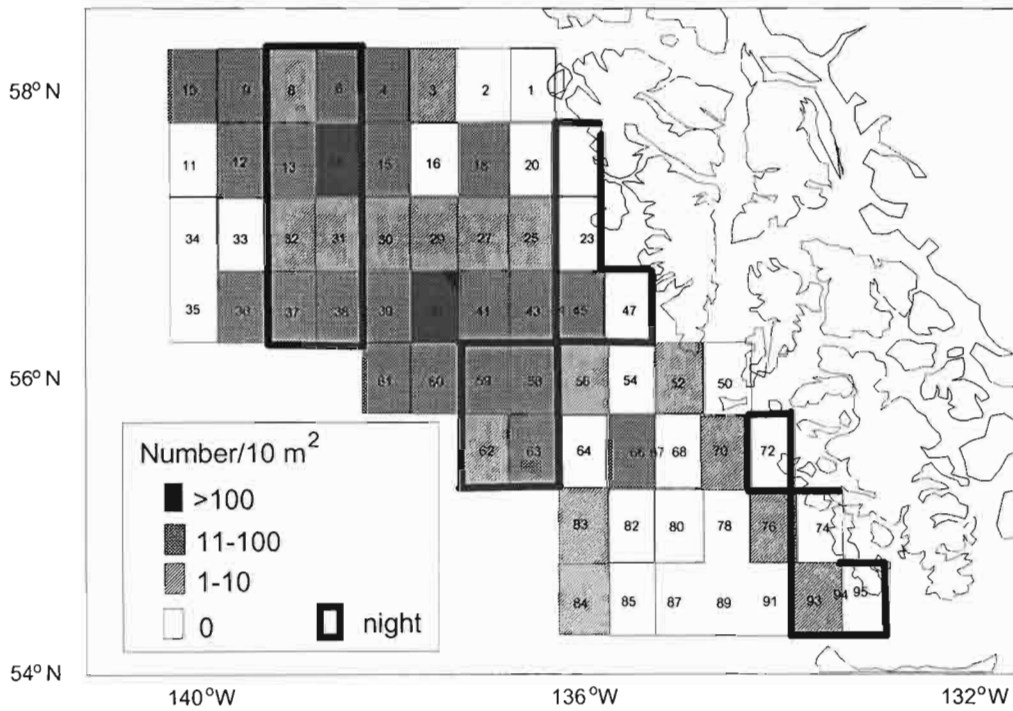 58° N
10 9 8 6 4 3 2 1
11 12 13 15 16 18 20
34 33 32 31 30 29 27 25 23
35 36 37 38 39 41 43 45 47
56° N
61 60 59 58 56 54 52 50
62 63 64 66 67 68 70 72
83 82 80 78 76 74
84 85 87 89 91 93 94 95
Number/10 m²
>100
11-100
1-10
0
night
54° N
140°W 136°W 132°W